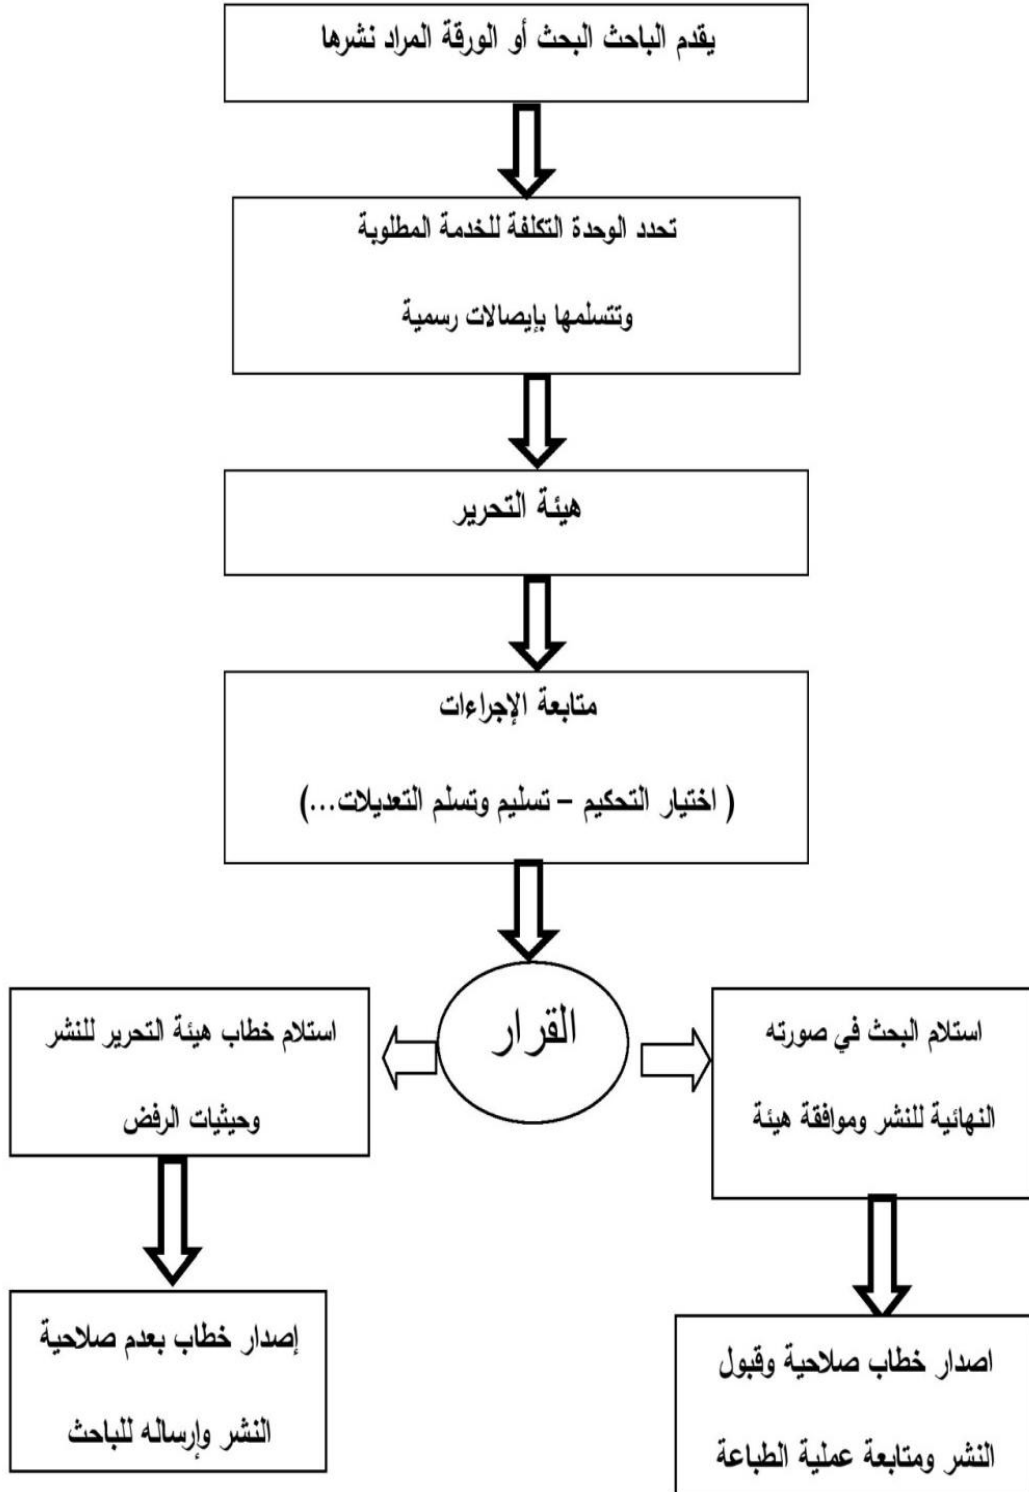 يقدم الباحث البحث أو الورقة المراد نشرها
تحدد الوحدة التكلفة للخدمة المطلوبة
وتتسلمها بإيصالات رسمية
هيئة التحرير
متابعة الإجراءات
( اختيار التحكيم – تسليم وتسلم التعديلات...)
القرار
استلام البحث في صورته
النهائية للنشر وموافقة هيئة
استلام خطاب هيئة التحرير للنشر
وحيثيات الرفض
اصدار خطاب صلاحية وقبول
النشر ومتابعة عملية الطباعة
إصدار خطاب بعدم صلاحية
النشر وإرساله للباحث